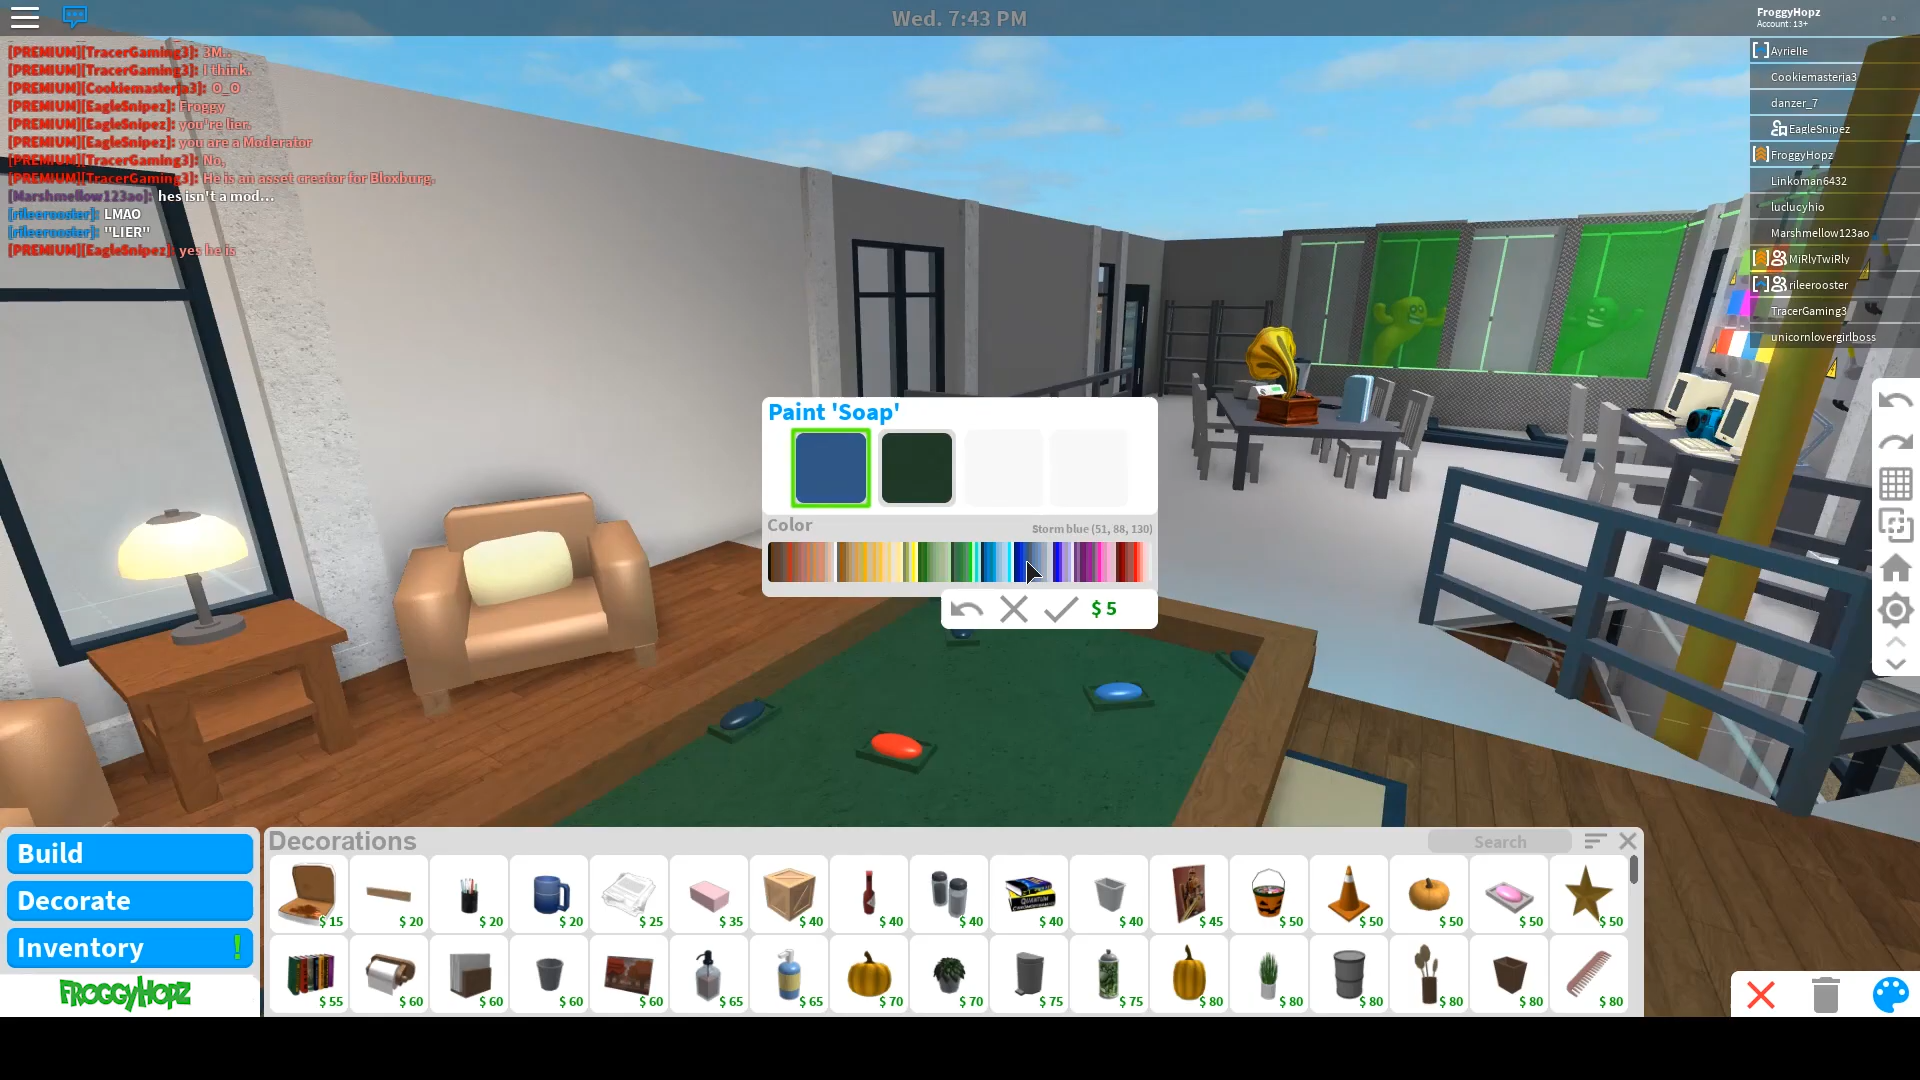 Wed. 7:43 PM
FroggyHopz
Account: 13+
[PREMIUM][TracerGaming3]: 3M..
[PREMIUM][TracerGaming3]: I think.
[PREMIUM][Cookiemasterja3]: O_O
[PREMIUM][EagleSnipez]: Froggy
[PREMIUM][EagleSnipez]: you're lier.
[PREMIUM][EagleSnipez]: you are a Moderator
[PREMIUM][TracerGaming3]: No,
[PREMIUM][TracerGaming3]: He is an asset creator for Bloxburg.
[Marshmellow123ao]: hes isn't a mod...
[rileerooster]: LMAO
[rileerooster]: "LIER"
[PREMIUM][EagleSnipez]: yes he is
Ayrielle
Cookiemasterja3
danzer_7
EagleSnipez
FroggyHopz
Linkoman6432
luclucyhio
Marshmellow123ao
MiRlyTwiRly
rileerooster
TracerGaming3
unicornlovergirlboss
Paint 'Soap'
Color
Storm blue (51, 88, 130)
$ 5
Build
Decorate
Inventory !
FROGGYHOPZ
Decorations
Search
$ 15
$ 20
$ 20
$ 20
$ 25
$ 35
$ 40
$ 40
$ 40
$ 40
$ 40
$ 45
$ 50
$ 50
$ 50
$ 50
$ 50
$ 55
$ 60
$ 60
$ 60
$ 60
$ 65
$ 65
$ 70
$ 70
$ 75
$ 75
$ 80
$ 80
$ 80
$ 80
$ 80
$ 80